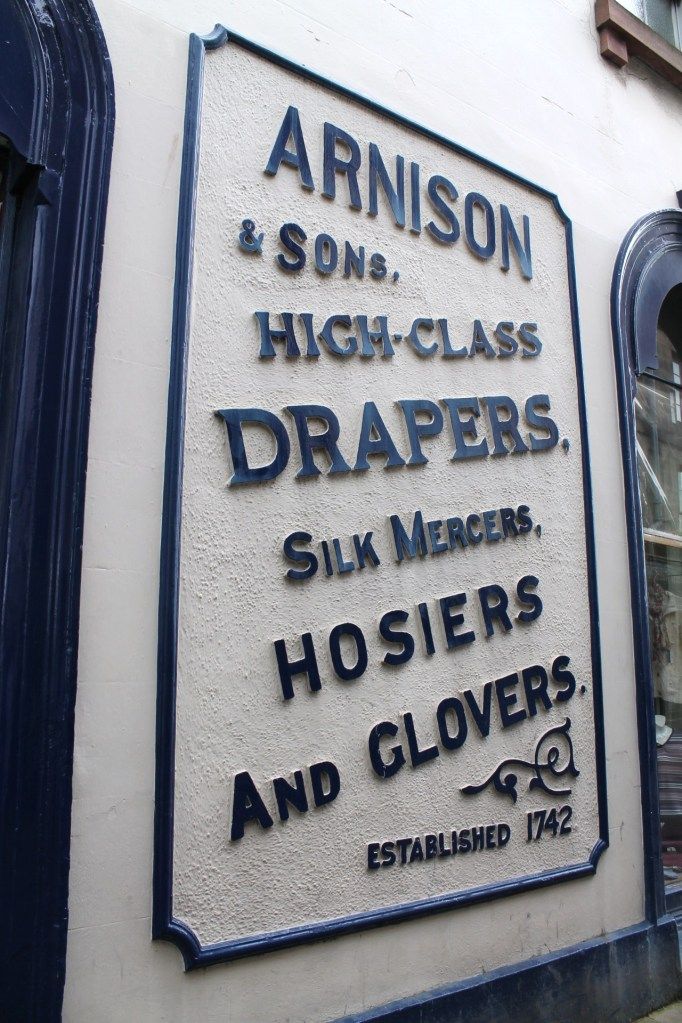 ARNISON
& SONS,
HIGH-CLASS
DRAPERS,
SILK MERCERS,
HOSIERS
AND GLOVERS.
ESTABLISHED 1742